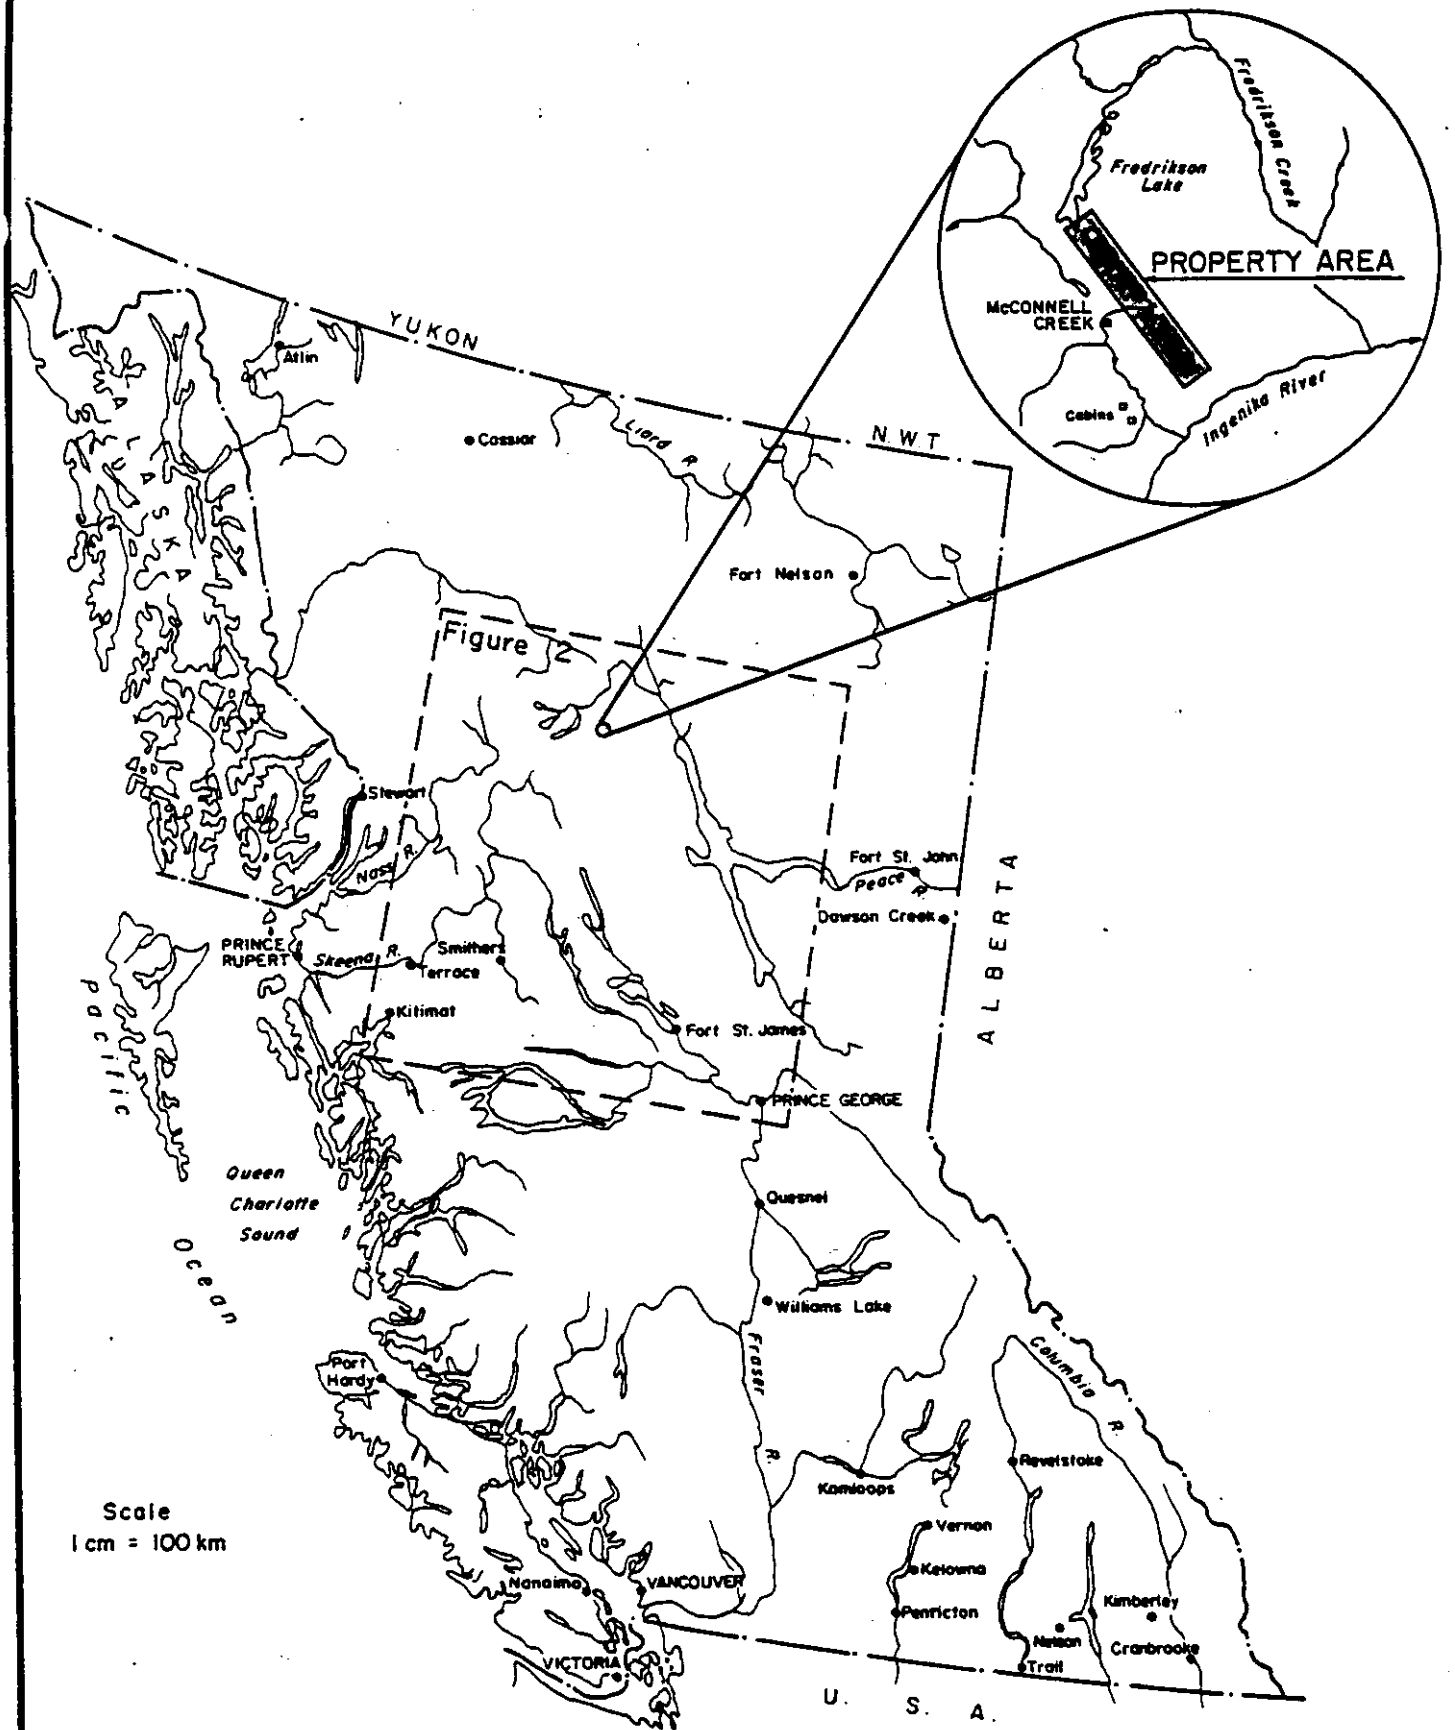 Fredrikson Creek
Fredrikson
Lake
PROPERTY AREA
McCONNELL
CREEK
Cabins
Ingenika River
YUKON
N.W.T
Atlin
Cassiar
Liard R.
ALASKA
Fort Nelson
Figure 2
Stewart
Nass R.
Fort St. John
Peace R.
Dawson Creek
ALBERTA
PRINCE
RUPERT
Skeena R.
Terrace
Smithers
Kitimat
Fort St. James
PRINCE GEORGE
Pacific
Ocean
Queen
Charlotte
Sound
Quesnel
Williams Lake
Fraser R.
Port
Hardy
Columbia R.
Revelstoke
Kamloops
Vernon
Kelowna
Penticton
Scale
1 cm = 100 km
Nanaimo
VANCOUVER
VICTORIA
Kimberley
Nelson
Cranbrooke
Trail
U. S. A.